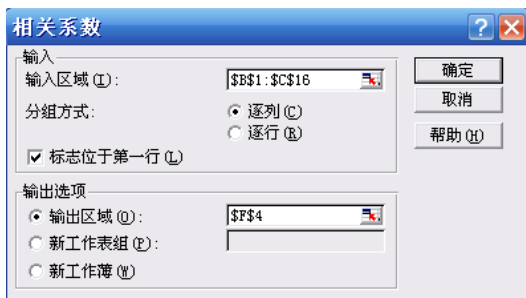 相关系数
输入
输入区域(I): $B$1:$C$16
分组方式: 逐列(C)
逐行(R)
标志位于第一行(L)
输出选项
输出区域(O): $F$4
新工作表组(P):
新工作薄(W)
确定
取消
帮助(H)